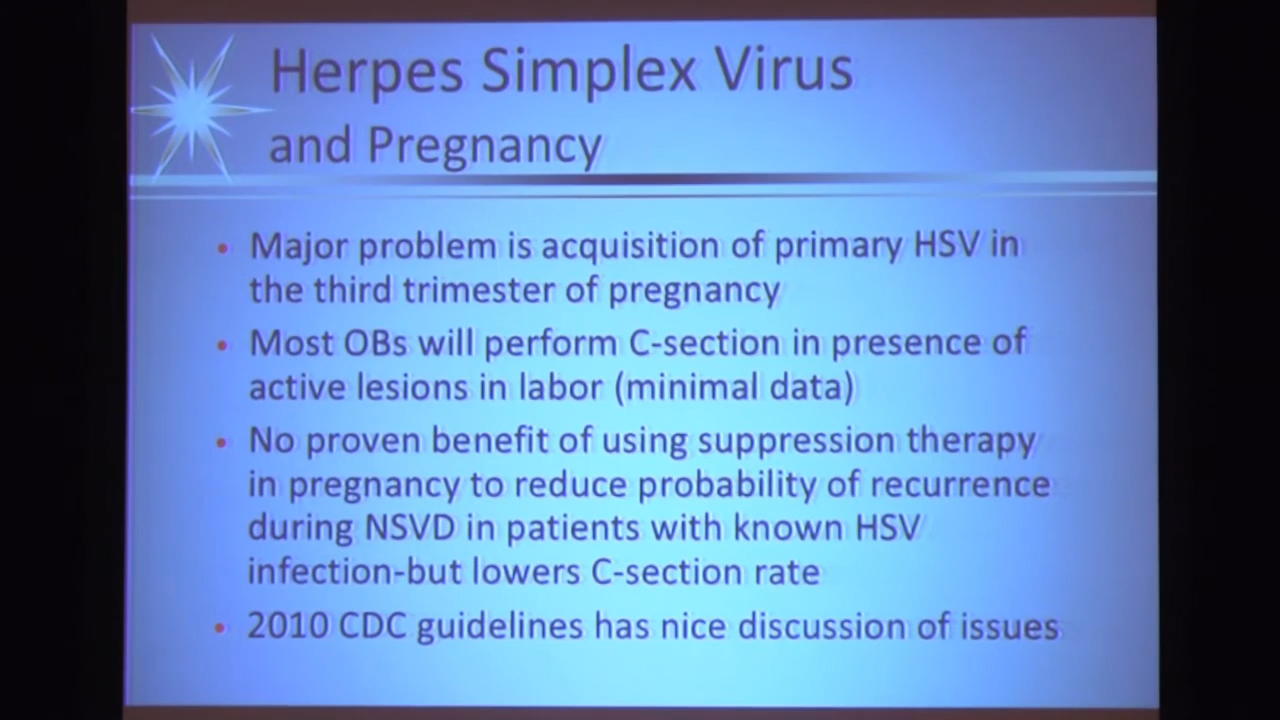 Herpes Simplex Virus
and Pregnancy
• Major problem is acquisition of primary HSV in
the third trimester of pregnancy
• Most OBs will perform C-section in presence of
active lesions in labor (minimal data)
• No proven benefit of using suppression therapy
in pregnancy to reduce probability of recurrence
during NSVD in patients with known HSV
infection-but lowers C-section rate
• 2010 CDC guidelines has nice discussion of issues